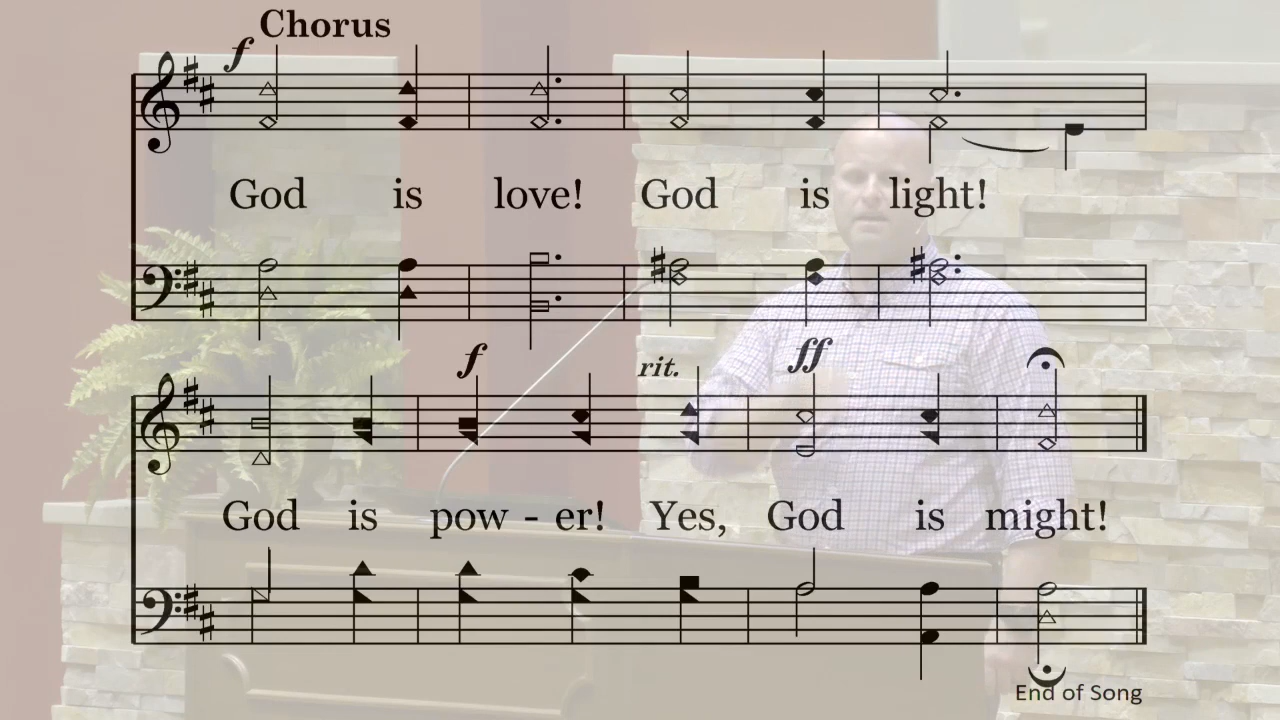 Chorus
f
God is love! God is light!
f rit. ff
God is pow - er! Yes, God is might!
End of Song